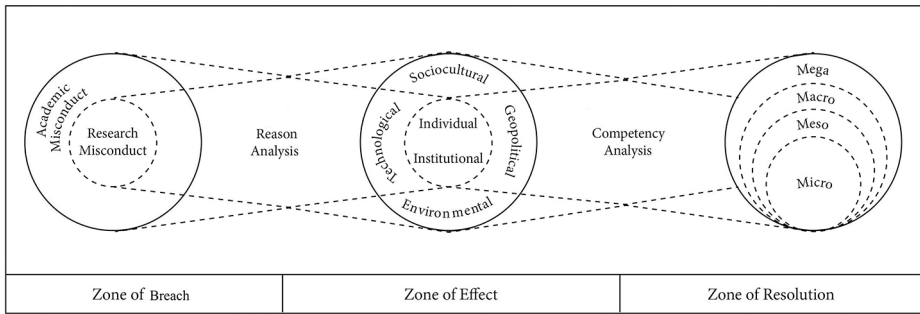 Academic
Misconduct
Research
Misconduct
Reason
Analysis
Sociocultural
Technological
Geopolitical
Individual
Institutional
Environmental
Competency
Analysis
Mega
Macro
Meso
Micro
Zone of Breach
Zone of Effect
Zone of Resolution